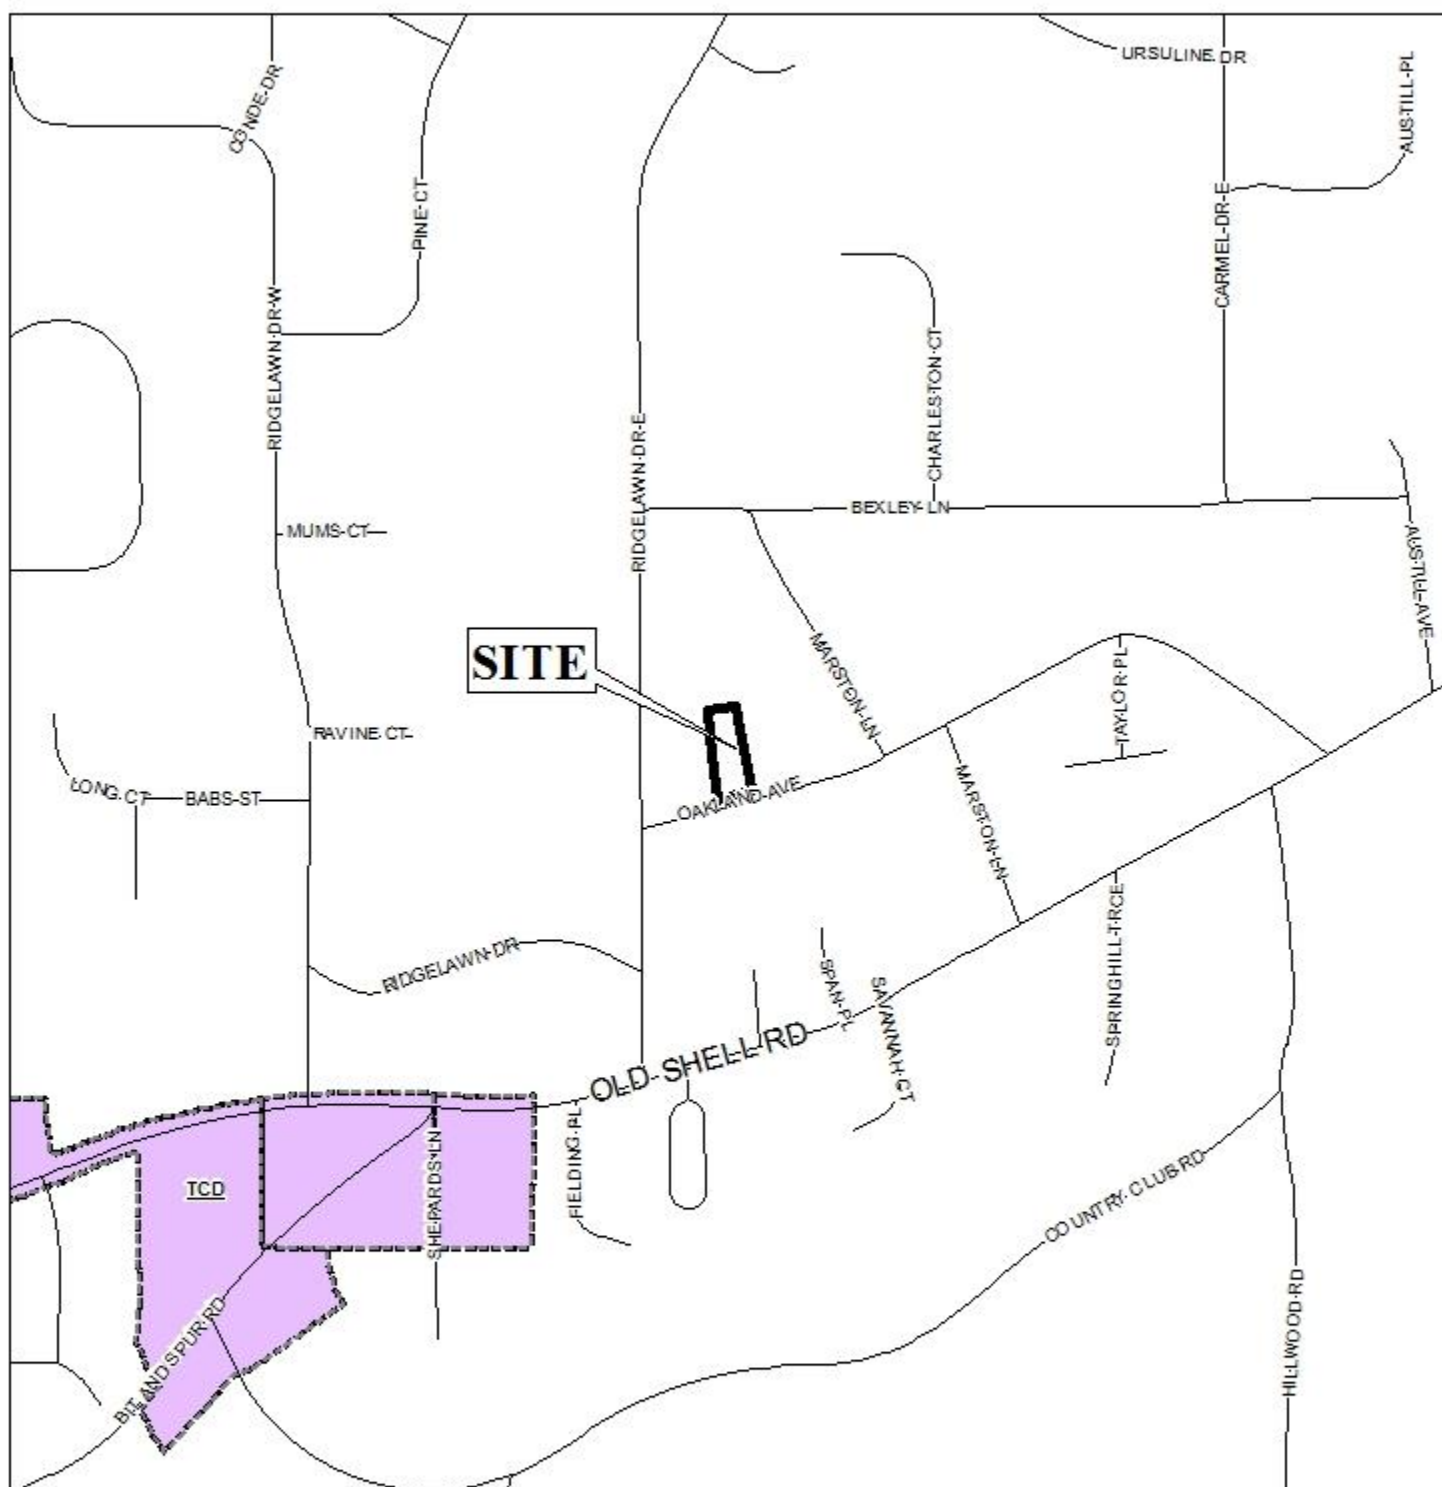 URSULINE DR
AUSTILL PL
CONDE DR
PINE CT
CARMEL DR E
RIDGELAWN DR W
CHARLESTON CT
RIDGELAWN DR E
BEXLEY LN
MUMS CT
AUSTILL AVE
SITE
MARSTON LN
TAYLOR PL
RAVINE CT
LONG CT
BABS ST
OAKLAND AVE
MARSTON LN
RIDGELAWN DR
SPRINGHILL TRCE
SPAN PL
SAVANNAH CT
OLD SHELL RD
FIELDING PL
SHEPARDS LN
TCD
COUNTRY CLUB RD
HILLWOOD RD
BIT AND SPUR RD